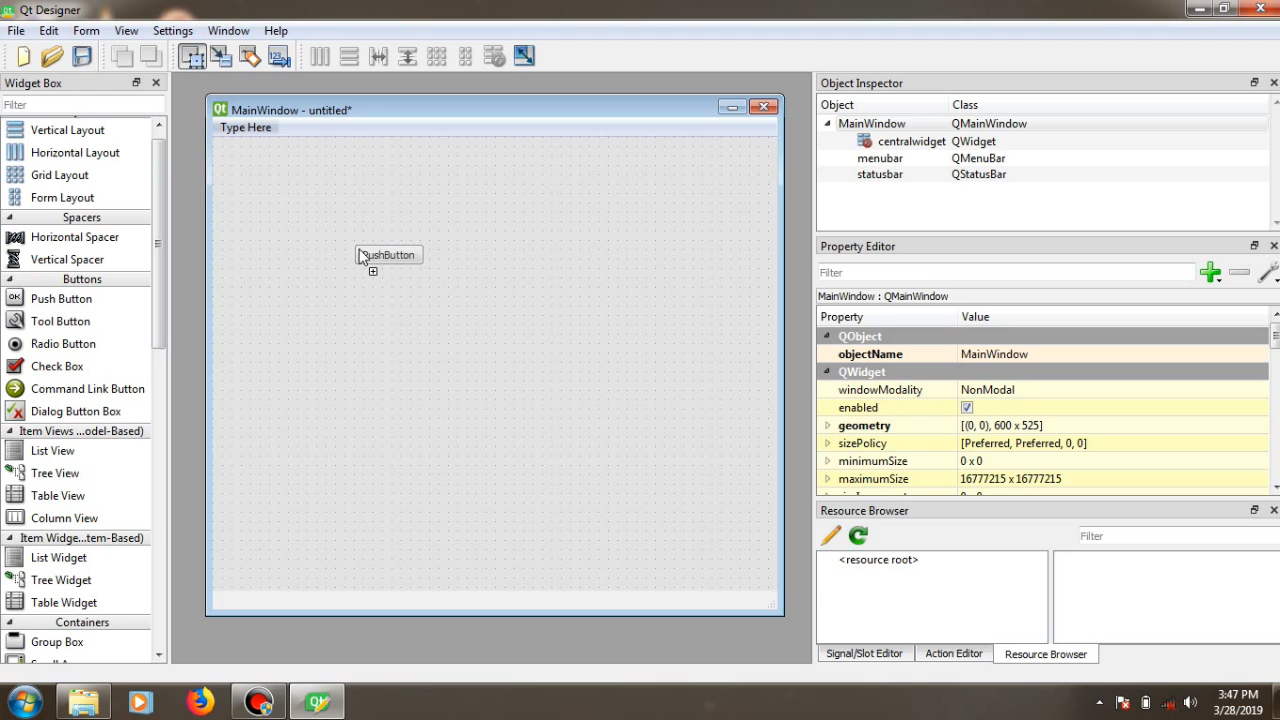 Qt Designer
File Edit Form View Settings Window Help
Widget Box
Filter
Vertical Layout
Horizontal Layout
Grid Layout
Form Layout
Spacers
Horizontal Spacer
Vertical Spacer
Buttons
Push Button
Tool Button
Radio Button
Check Box
Command Link Button
Dialog Button Box
Item Views ...odel-Based)
List View
Tree View
Table View
Column View
Item Widge...tem-Based)
List Widget
Tree Widget
Table Widget
Containers
Group Box
MainWindow - untitled*
Type Here
PushButton
Object Inspector
Object Class
MainWindow QMainWindow
centralwidget QWidget
menubar QMenuBar
statusbar QStatusBar
Property Editor
Filter
MainWindow : QMainWindow
Property Value
QObject
objectName MainWindow
QWidget
windowModality NonModal
enabled
geometry [(0, 0), 600 x 525]
sizePolicy [Preferred, Preferred, 0, 0]
minimumSize 0 x 0
maximumSize 16777215 x 16777215
Resource Browser
Filter
<resource root>
Signal/Slot Editor Action Editor Resource Browser
3:47 PM
3/28/2019